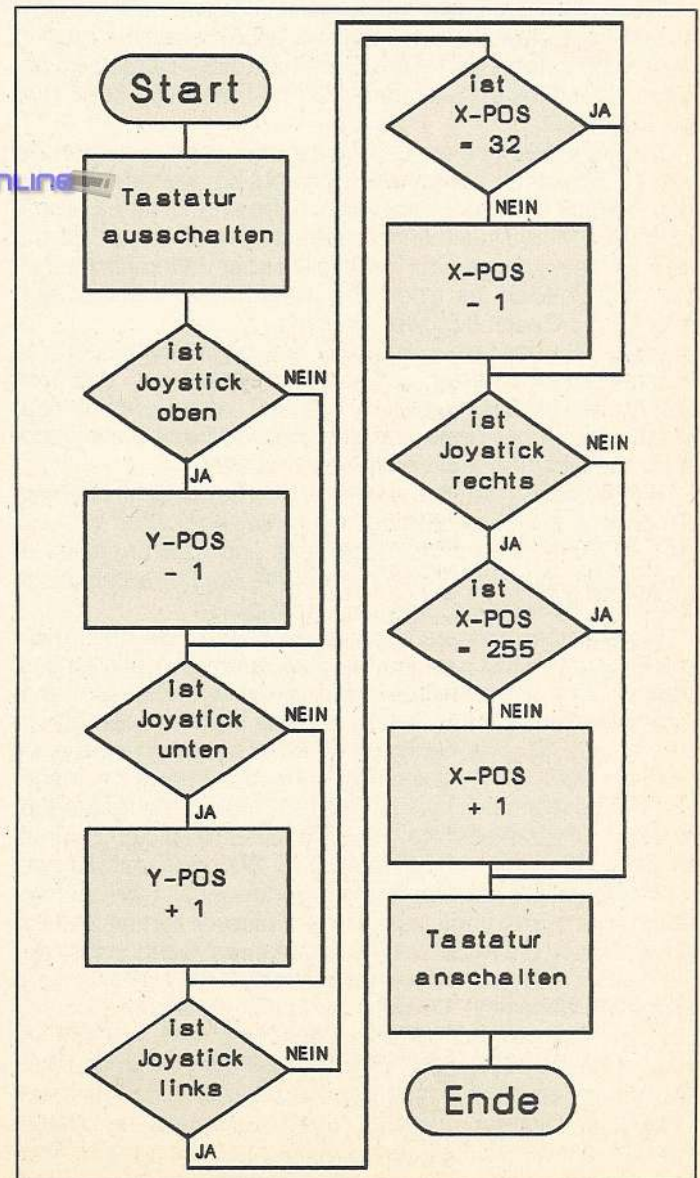 Start
Tastatur
ausschalten
ist
Joystick
oben
NEIN
JA
Y-POS
- 1
ist
Joystick
unten
NEIN
JA
Y-POS
+ 1
ist
Joystick
links
NEIN
JA
ist
X-POS
= 32
JA
NEIN
X-POS
- 1
ist
Joystick
rechts
NEIN
JA
ist
X-POS
= 255
JA
NEIN
X-POS
+ 1
Tastatur
anschalten
Ende